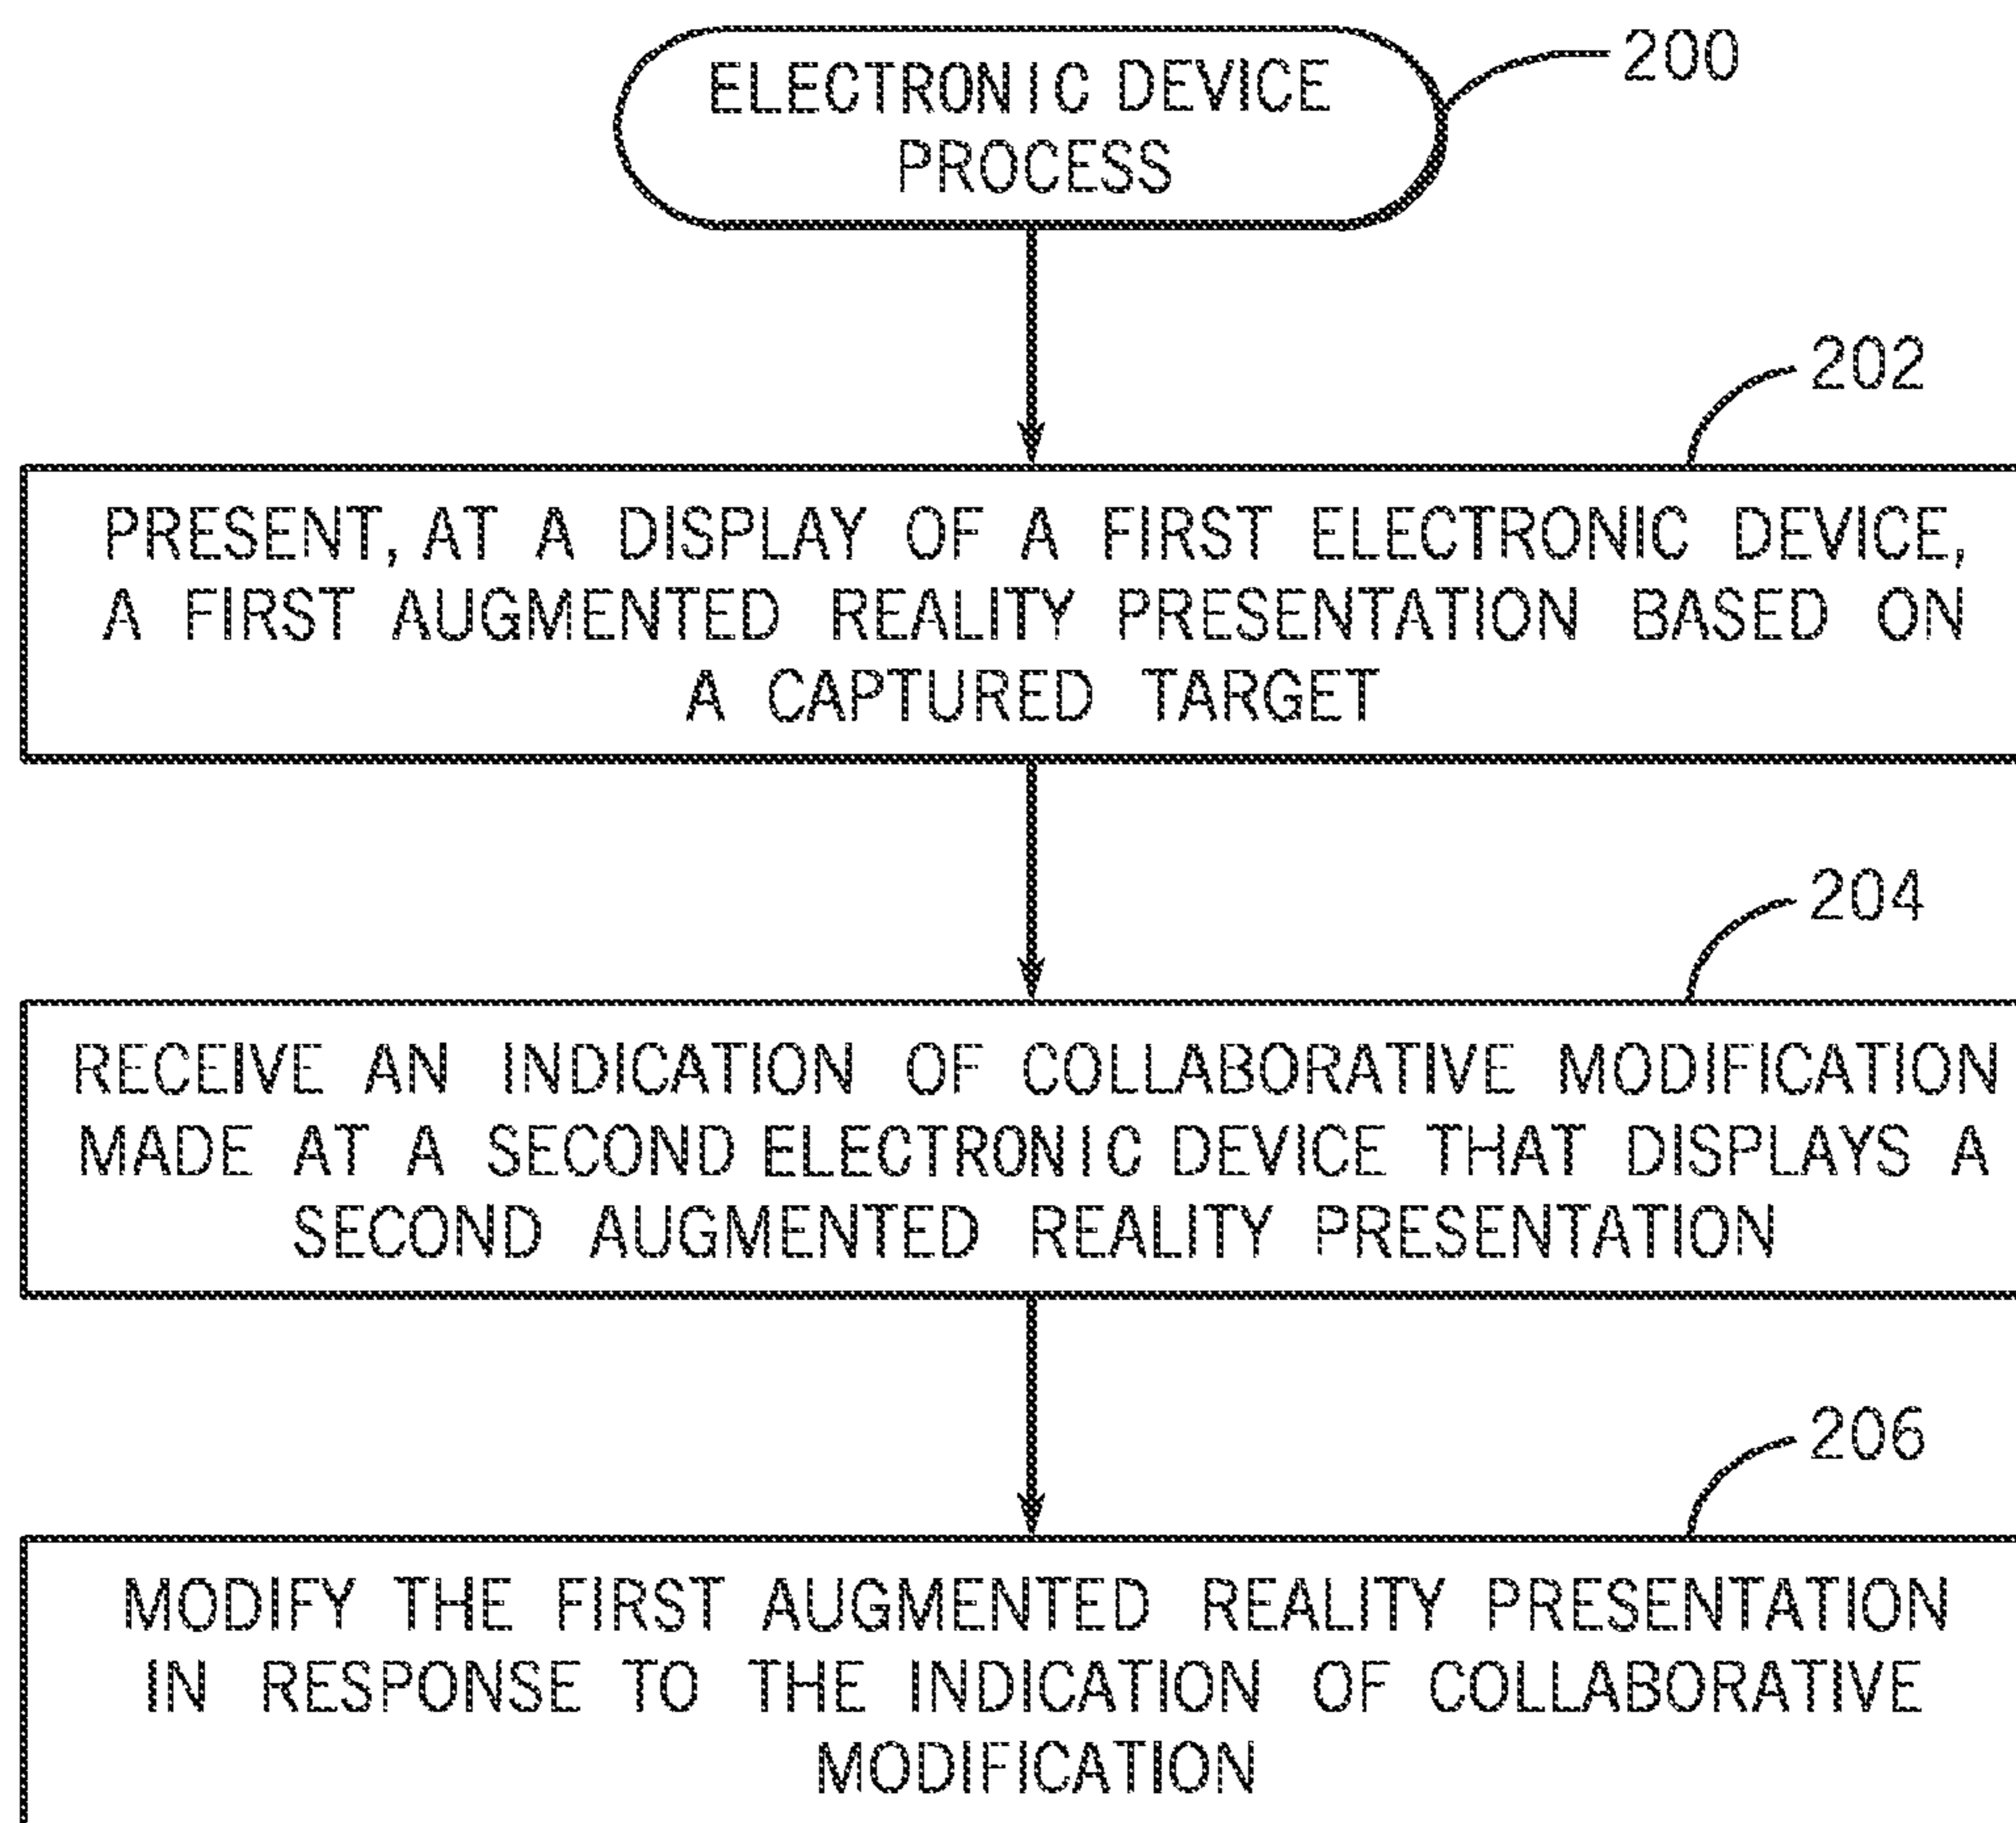 ELECTRONIC DEVICE
PROCESS
200
202
PRESENT, AT A DISPLAY OF A FIRST ELECTRONIC DEVICE,
A FIRST AUGMENTED REALITY PRESENTATION BASED ON
A CAPTURED TARGET
204
RECEIVE AN INDICATION OF COLLABORATIVE MODIFICATION
MADE AT A SECOND ELECTRONIC DEVICE THAT DISPLAYS A
SECOND AUGMENTED REALITY PRESENTATION
206
MODIFY THE FIRST AUGMENTED REALITY PRESENTATION
IN RESPONSE TO THE INDICATION OF COLLABORATIVE
MODIFICATION